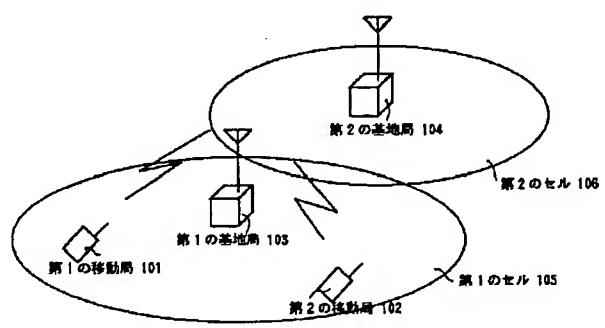 第2の基地局 104
第2のセル 106
第1の基地局 103
第1の移動局 101
第1のセル 105
第2の移動局 102